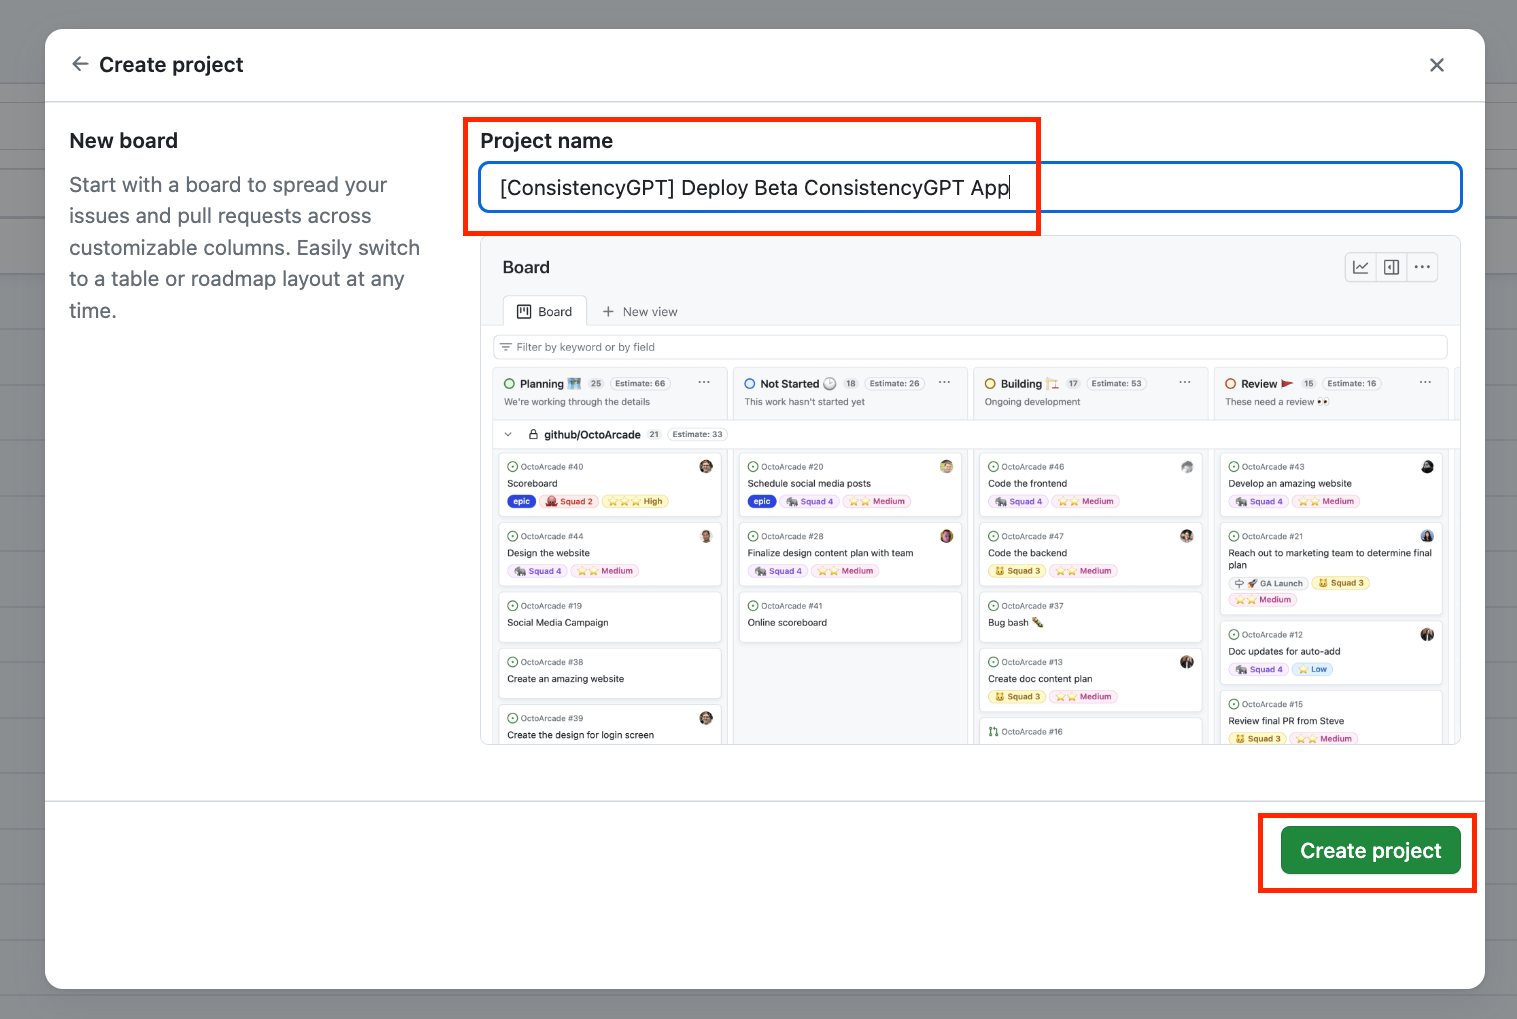 Create project
New board
Start with a board to spread your
issues and pull requests across
customizable columns. Easily switch
to a table or roadmap layout at any
time.
Project name
[ConsistencyGPT] Deploy Beta ConsistencyGPT App
Board
Board
New view
Filter by keyword or by field
Planning 25 Estimate: 66
We're working through the details
Not Started 18 Estimate: 26
This work hasn't started yet
Building 17 Estimate: 53
Ongoing development
Review 15 Estimate: 16
These need a review
github/OctoArcade 21 Estimate: 33
OctoArcade #40
Scoreboard
epic Squad 2 High
OctoArcade #44
Design the website
Squad 4 Medium
OctoArcade #19
Social Media Campaign
OctoArcade #38
Create an amazing website
OctoArcade #39
Create the design for login screen
OctoArcade #20
Schedule social media posts
epic Squad 4 Medium
OctoArcade #28
Finalize design content plan with team
Squad 4 Medium
OctoArcade #41
Online scoreboard
OctoArcade #46
Code the frontend
Squad 4 Medium
OctoArcade #47
Code the backend
Squad 3 Medium
OctoArcade #37
Bug bash
OctoArcade #13
Create doc content plan
Squad 3 Medium
OctoArcade #16
OctoArcade #43
Develop an amazing website
Squad 4 Medium
OctoArcade #21
Reach out to marketing team to determine final
plan
GA Launch Squad 3
Medium
OctoArcade #12
Doc updates for auto-add
Squad 4 Low
OctoArcade #15
Review final PR from Steve
Squad 3 Medium
Create project